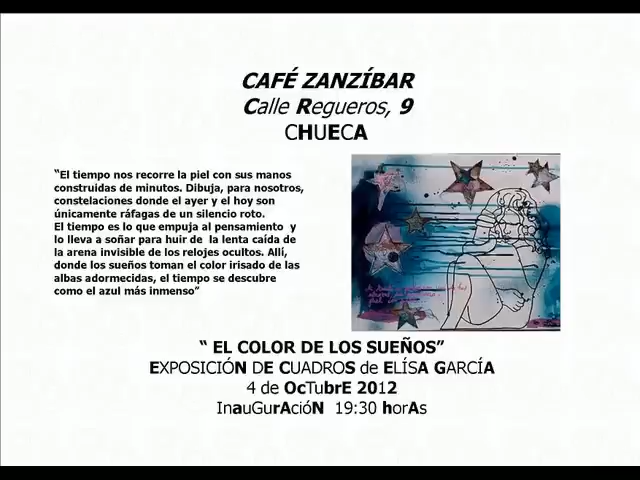 CAFÉ ZANZÍBAR
Calle Regueros, 9
CHUECA
"El tiempo nos recorre la piel con sus manos
construidas de minutos. Dibuja, para nosotros,
constelaciones donde el ayer y el hoy son
únicamente ráfagas de un silencio roto.
El tiempo es lo que empuja al pensamiento y
lo lleva a soñar para huir de la lenta caída de
la arena invisible de los relojes ocultos. Allí,
donde los sueños toman el color irisado de las
albas adormecidas, el tiempo se descubre
como el azul más inmenso"
“ EL COLOR DE LOS SUEÑOS”
EXPOSICIÓN DE CUADROS de ELÍSA GARCÍA
4 de OcTubrE 2012
InauGurAcióN 19:30 horAs